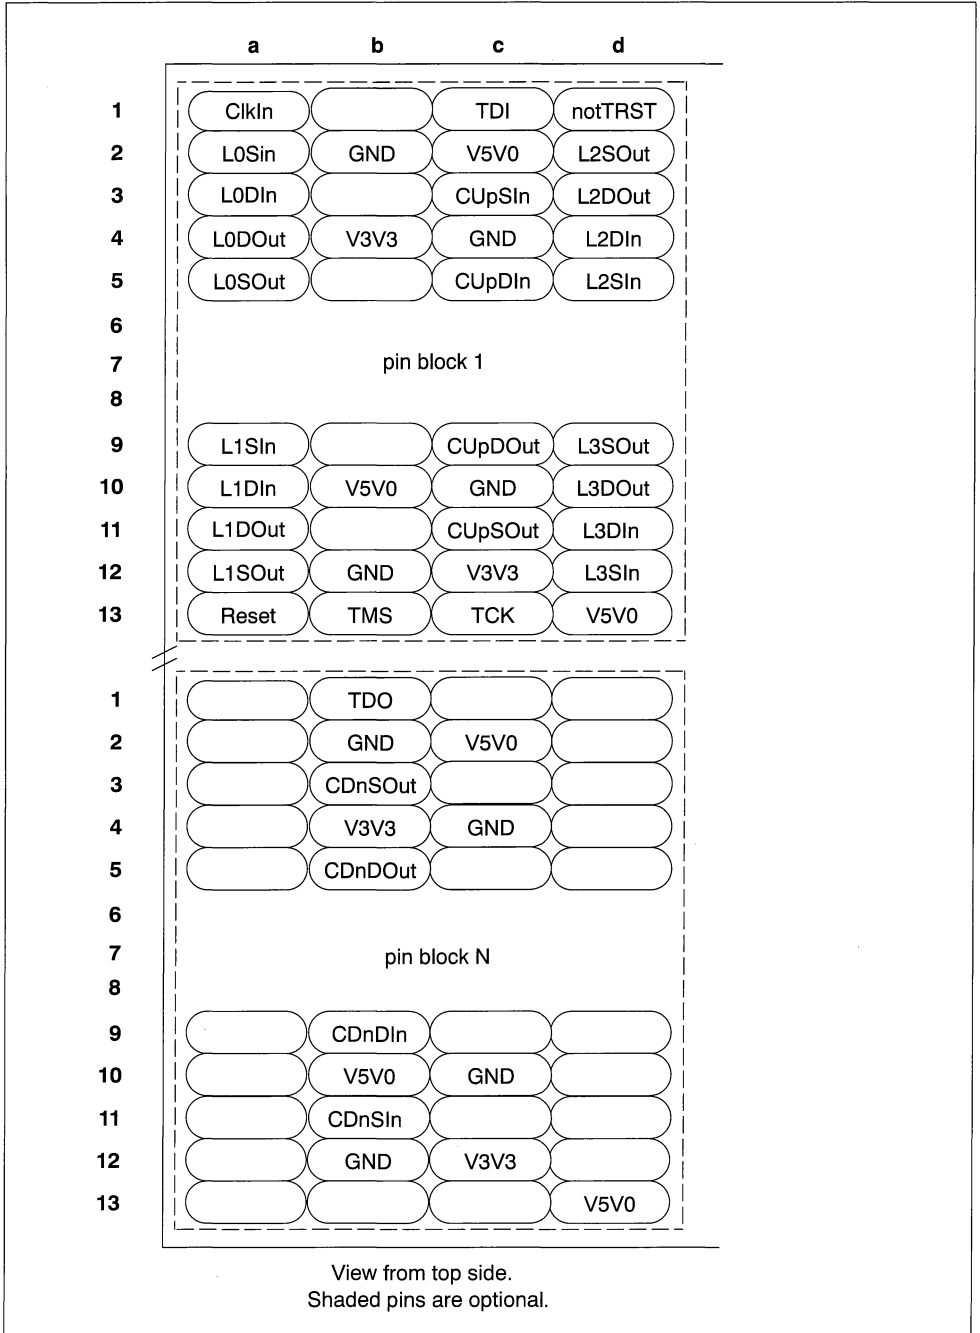 a b c d
1 ClkIn TDI notTRST
2 L0Sin GND V5V0 L2SOut
3 L0DIn CUpSIn L2DOut
4 L0DOut V3V3 GND L2DIn
5 L0SOut CUpDIn L2SIn
6
7 pin block 1
8
9 L1SIn CUpDOut L3SOut
10 L1DIn V5V0 GND L3DOut
11 L1DOut CUpSOut L3DIn
12 L1SOut GND V3V3 L3SIn
13 Reset TMS TCK V5V0
1 TDO
2 GND V5V0
3 CDnSOut
4 V3V3 GND
5 CDnDOut
6
7 pin block N
8
9 CDnDIn
10 V5V0 GND
11 CDnSIn
12 GND V3V3
13 V5V0
View from top side.
Shaded pins are optional.